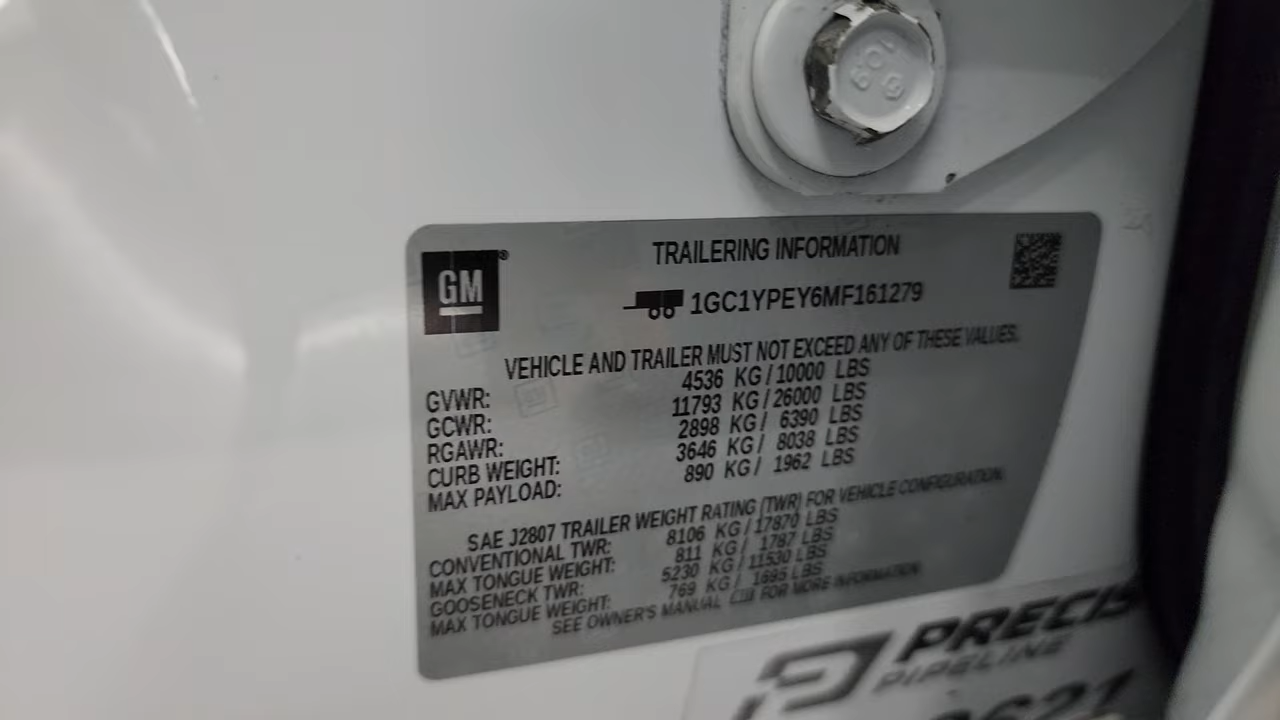 109
8
GM®
TRAILERING INFORMATION
1GC1YPEY6MF161279
VEHICLE AND TRAILER MUST NOT EXCEED ANY OF THESE VALUES.
GVWR: 4536 KG / 10000 LBS
GCWR: 11793 KG / 26000 LBS
RGAWR: 2898 KG / 6390 LBS
CURB WEIGHT: 3646 KG / 8038 LBS
MAX PAYLOAD: 890 KG / 1962 LBS
SAE J2807 TRAILER WEIGHT RATING (TWR) FOR VEHICLE CONFIGURATION.
CONVENTIONAL TWR: 8106 KG / 17870 LBS
MAX TONGUE WEIGHT: 811 KG / 1787 LBS
GOOSENECK TWR: 5230 KG / 11530 LBS
MAX TONGUE WEIGHT: 769 KG / 1695 LBS
SEE OWNER'S MANUAL FOR MORE INFORMATION.
PRECIS
PIPELINE